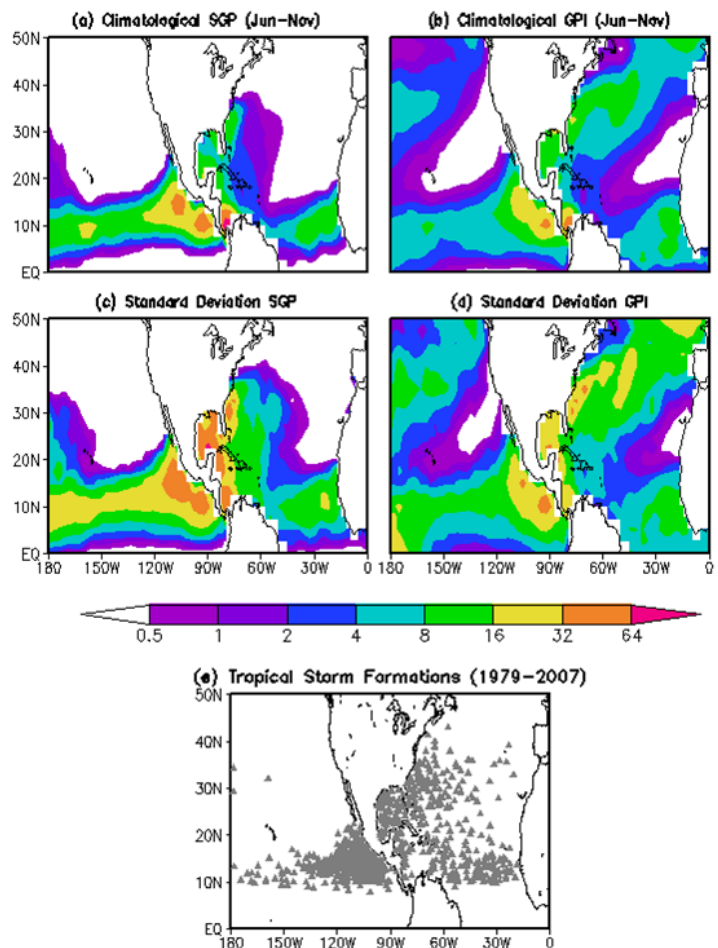 (a) Climatological SGP (Jun-Nov)
(b) Climatological GPI (Jun-Nov)
50N
40N
30N
20N
10N
EQ
(c) Standard Deviation SGP
(d) Standard Deviation GPI
50N
40N
30N
20N
10N
EQ
180 150W 120W 90W 60W 30W 0
180 150W 120W 90W 60W 30W 0
0.5 1 2 4 8 16 32 64
(e) Tropical Storm Formations (1979-2007)
50N
40N
30N
20N
10N
EQ
180 150W 120W 90W 60W 30W 0